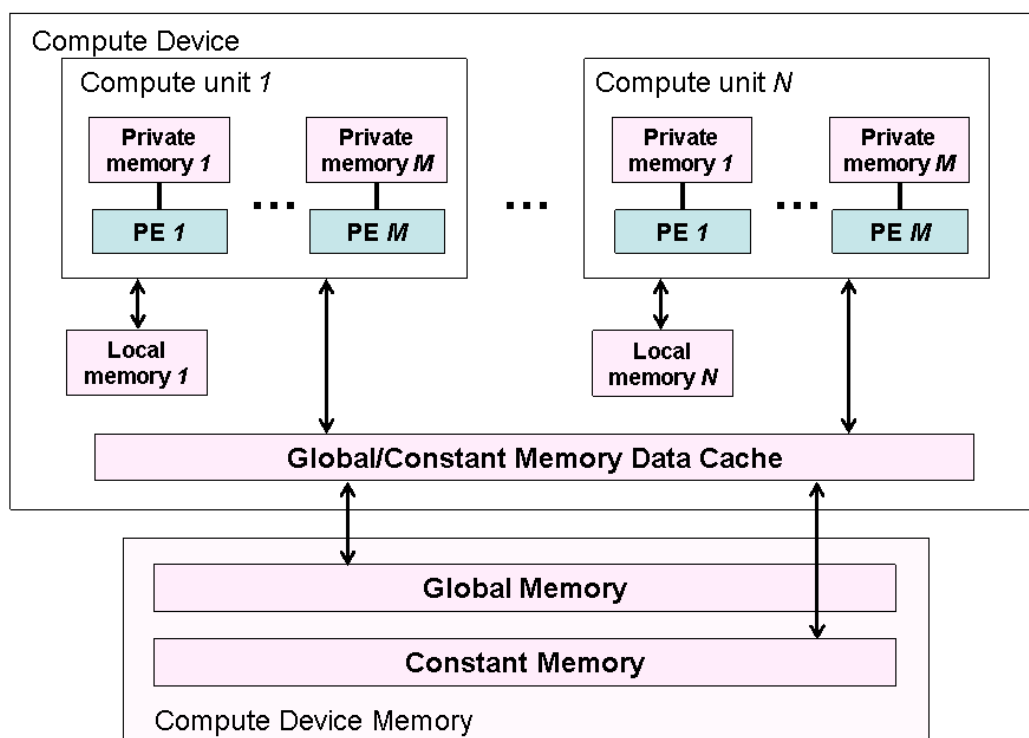 Compute Device
Compute unit 1
Compute unit N
Private
memory 1
Private
memory M
Private
memory 1
Private
memory M
...
...
...
PE 1
PE M
PE 1
PE M
Local
memory 1
Local
memory N
Global/Constant Memory Data Cache
Global Memory
Constant Memory
Compute Device Memory